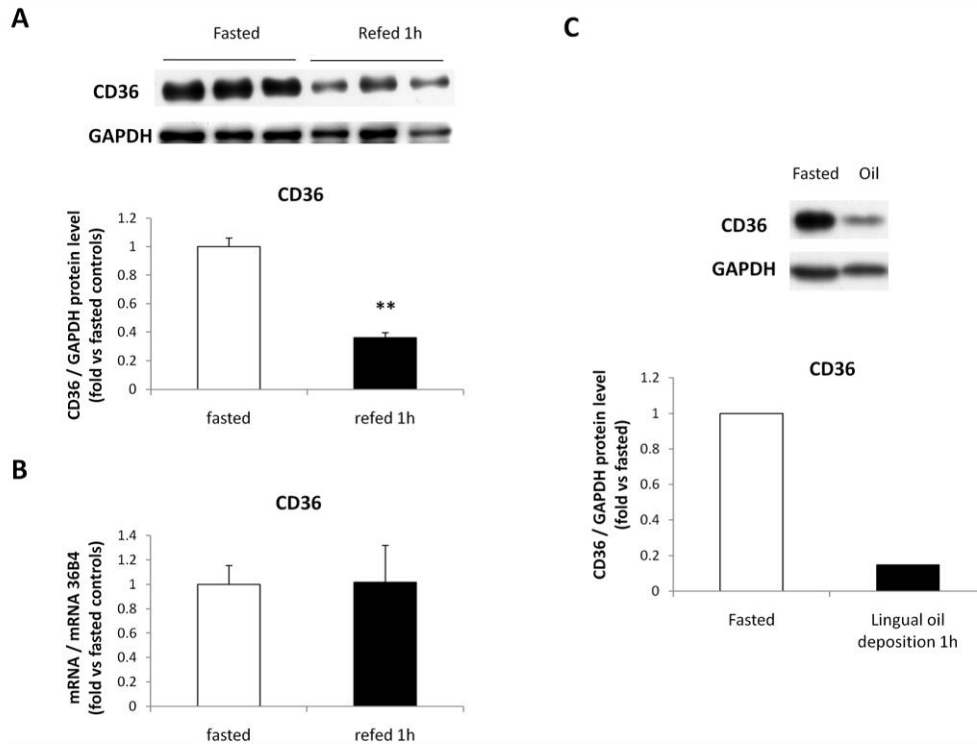 A
Fasted
Refed 1h
CD36
GAPDH
CD36
CD36 / GAPDH protein level
(fold vs fasted controls)
1.2
1
0.8
0.6
0.4
0.2
0
**
fasted
refed 1h
B
CD36
mRNA / mRNA 36B4
(fold vs fasted controls)
1.4
1.2
1
0.8
0.6
0.4
0.2
0
fasted
refed 1h
C
Fasted
Oil
CD36
GAPDH
CD36
CD36 / GAPDH protein level
(fold vs fasted)
1.2
1
0.8
0.6
0.4
0.2
0
Fasted
Lingual oil
deposition 1h